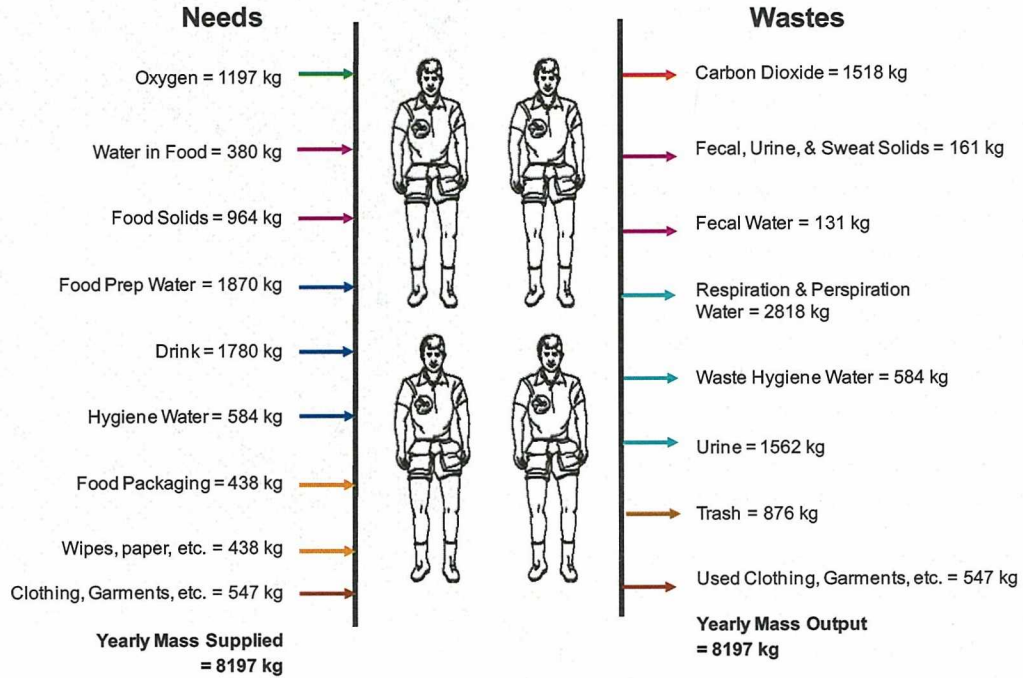 Needs
Oxygen = 1197 kg
Water in Food = 380 kg
Food Solids = 964 kg
Food Prep Water = 1870 kg
Drink = 1780 kg
Hygiene Water = 584 kg
Food Packaging = 438 kg
Wipes, paper, etc. = 438 kg
Clothing, Garments, etc. = 547 kg
Yearly Mass Supplied
= 8197 kg
Wastes
Carbon Dioxide = 1518 kg
Fecal, Urine, & Sweat Solids = 161 kg
Fecal Water = 131 kg
Respiration & Perspiration
Water = 2818 kg
Waste Hygiene Water = 584 kg
Urine = 1562 kg
Trash = 876 kg
Used Clothing, Garments, etc. = 547 kg
Yearly Mass Output
= 8197 kg